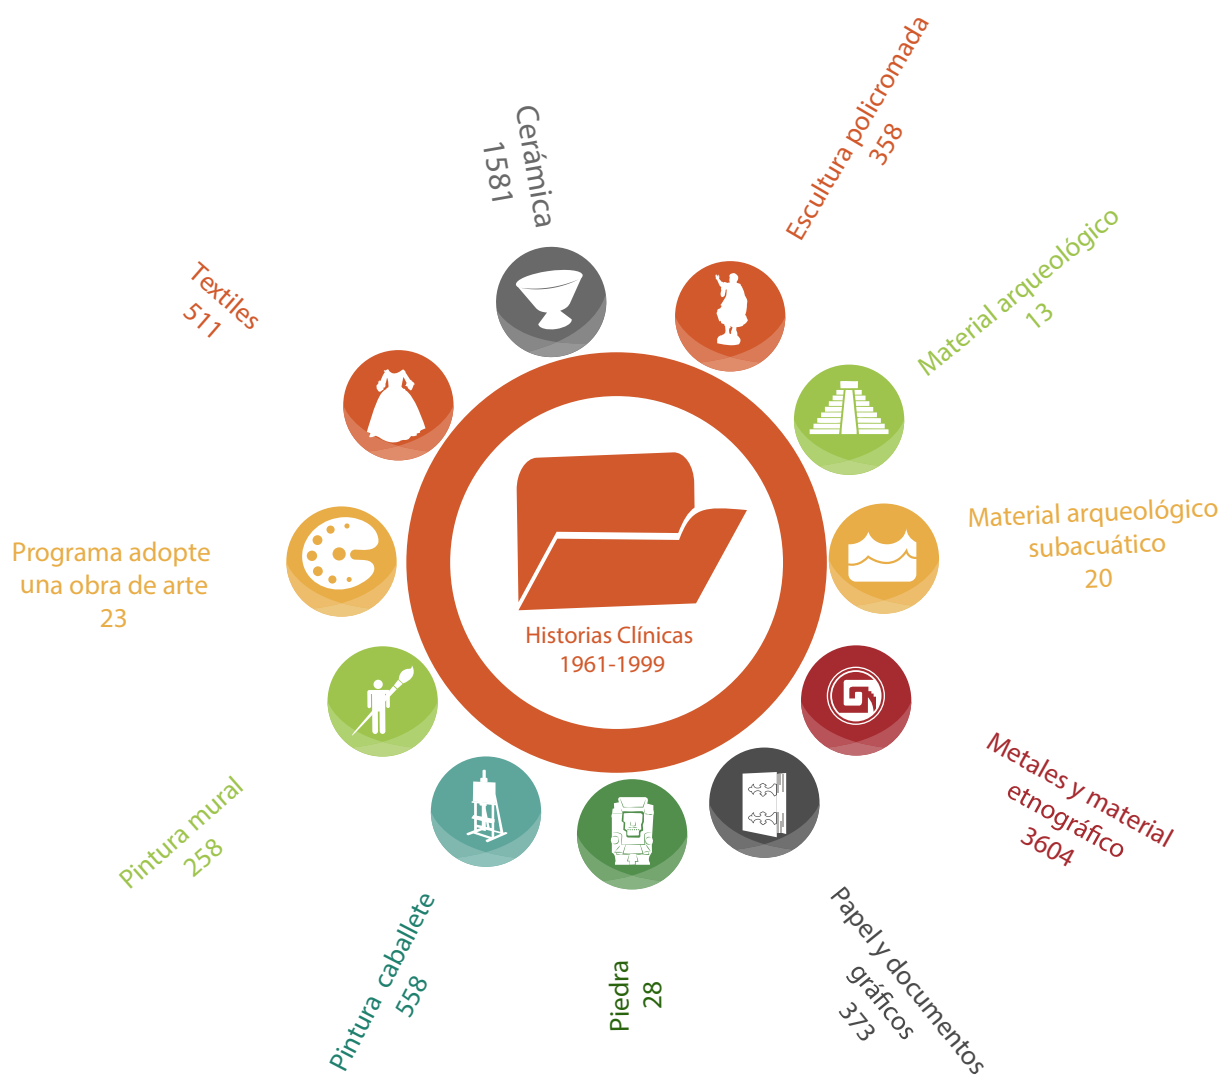 Cerámica
1581
Escultura policromada
358
Material arqueológico
13
Material arqueológico
subacuático
20
Metales y material
etnográfico
3604
Papel y documentos
gráficos
373
Piedra
28
Pintura caballete
558
Pintura mural
258
Programa adopte
una obra de arte
23
Textiles
511
Historias Clínicas
1961-1999